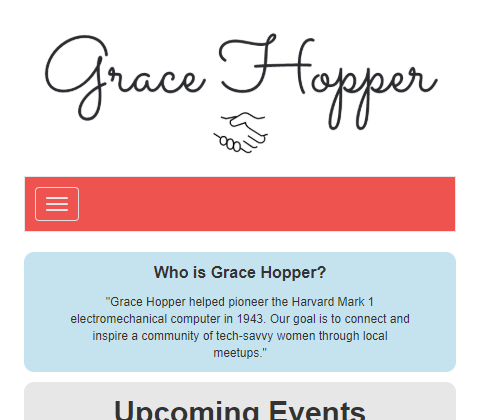 Grace Hopper
Who is Grace Hopper?
"Grace Hopper helped pioneer the Harvard Mark 1
electromechanical computer in 1943. Our goal is to connect and
inspire a community of tech-savvy women through local
meetups."
Upcoming Events